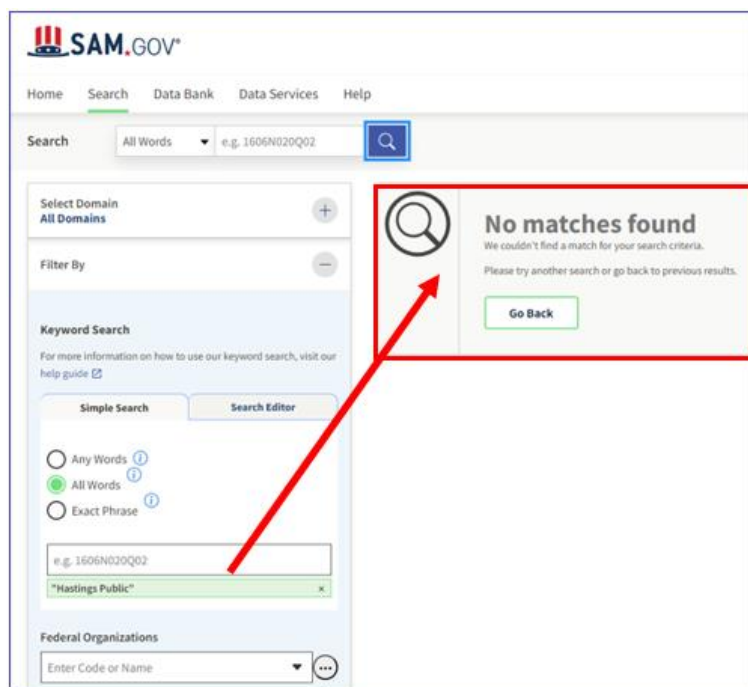 SAM.GOV®
Home Search Data Bank Data Services Help
Search All Words e.g. 1606N020Q02
Select Domain
All Domains
Filter By
Keyword Search
For more information on how to use our keyword search, visit our
help guide
Simple Search Search Editor
Any Words
All Words
Exact Phrase
e.g. 1606N020Q02
"Hastings Public" ×
Federal Organizations
Enter Code or Name
No matches found
We couldn't find a match for your search criteria.
Please try another search or go back to previous results.
Go Back